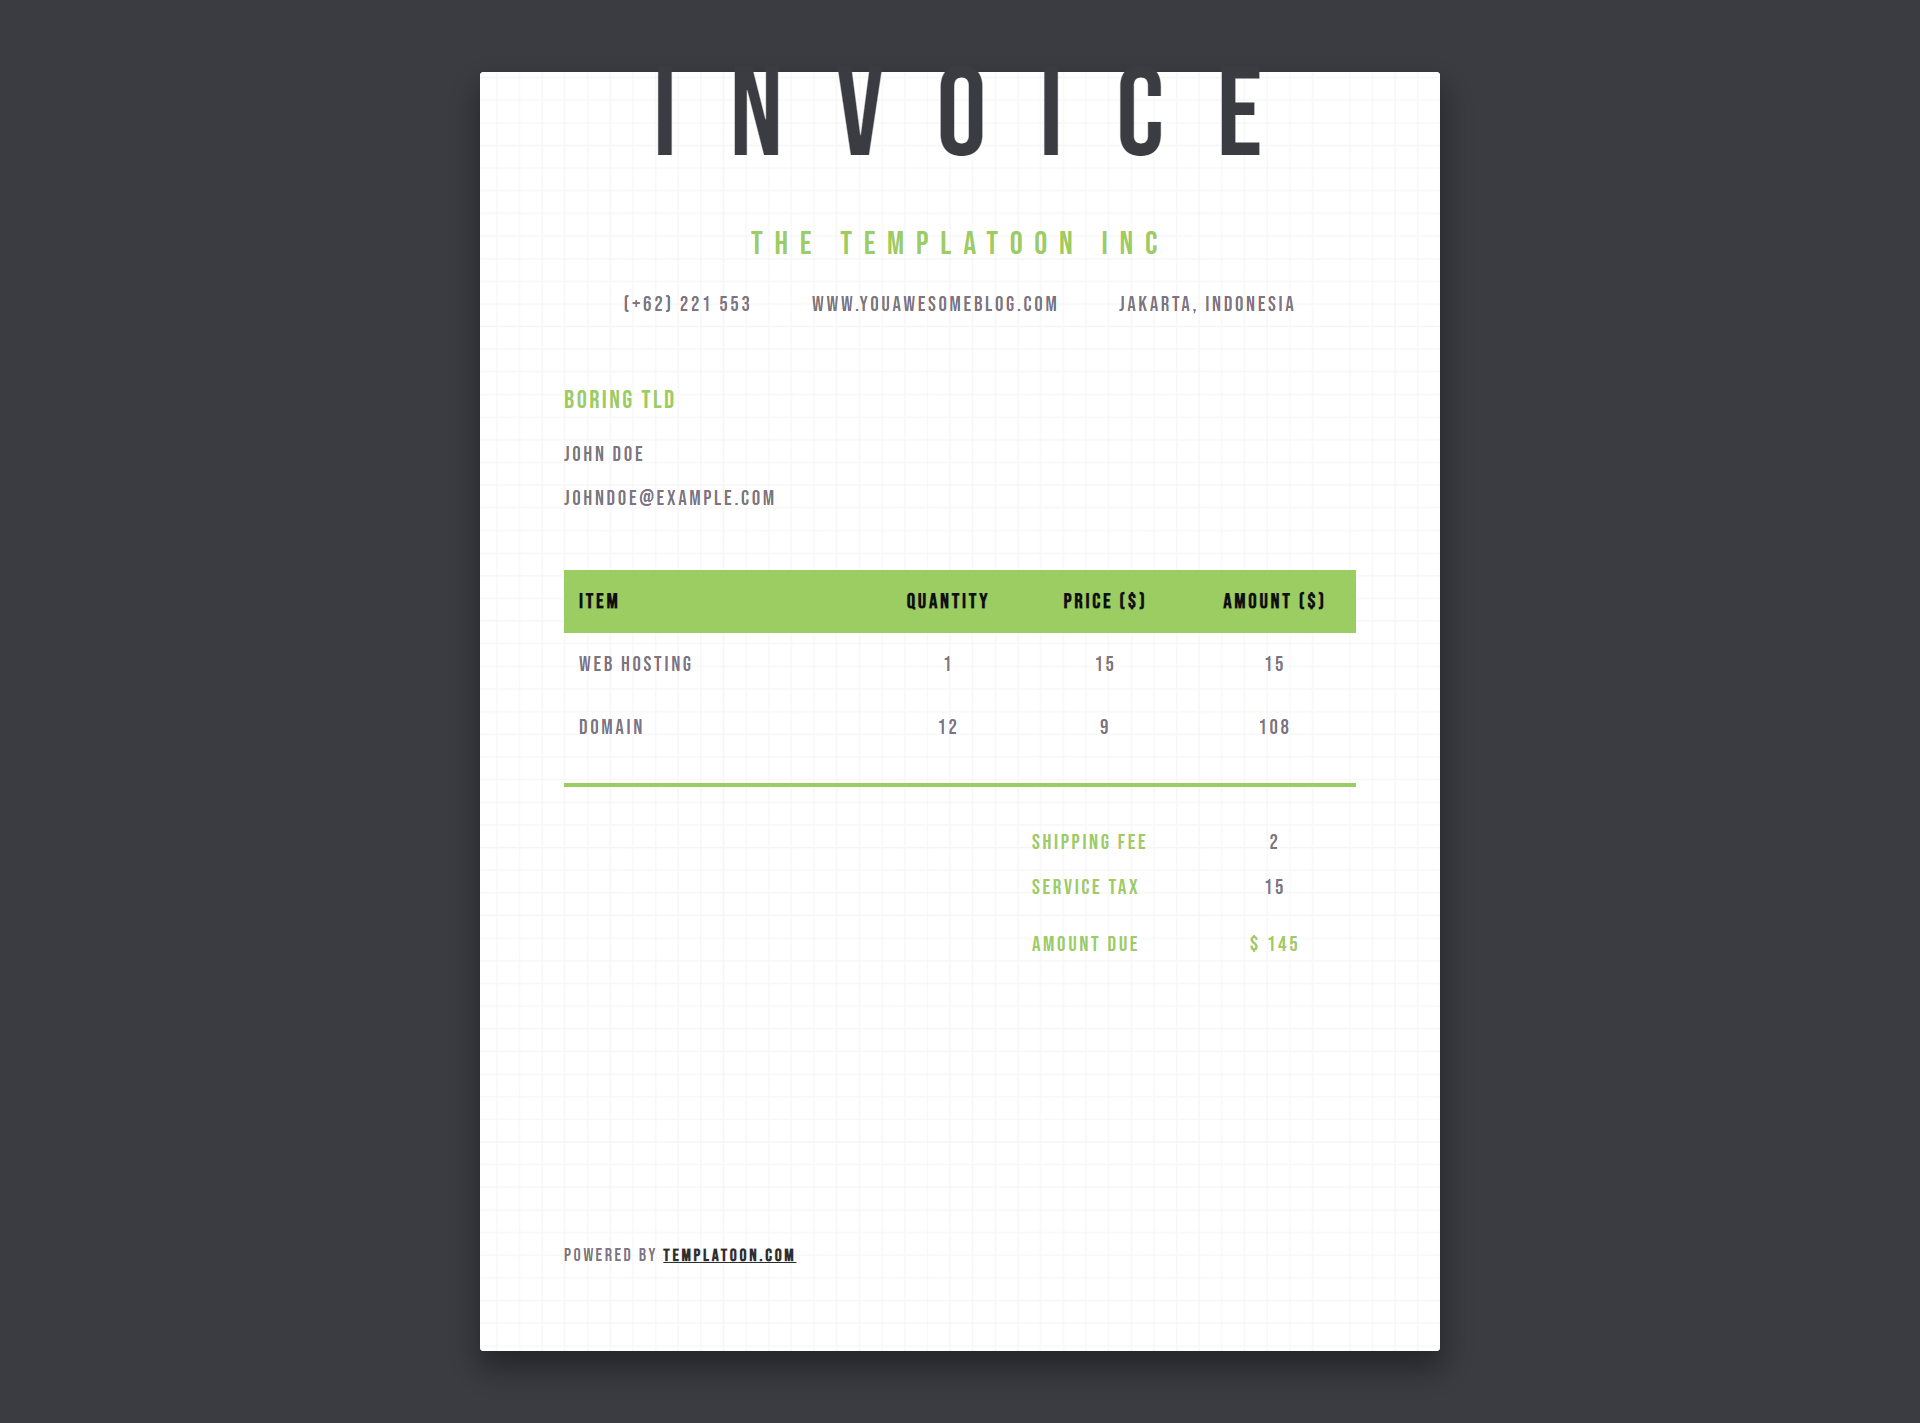 INVOICE
THE TEMPLATOON INC
(+62) 221 553 WWW.YOUAWESOMEBLOG.COM JAKARTA, INDONESIA
BORING TLD
JOHN DOE
JOHNDOE@EXAMPLE.COM
ITEM QUANTITY PRICE ($) AMOUNT ($)
WEB HOSTING 1 15 15
DOMAIN 12 9 108
SHIPPING FEE 2
SERVICE TAX 15
AMOUNT DUE $ 145
POWERED BY TEMPLATOON.COM